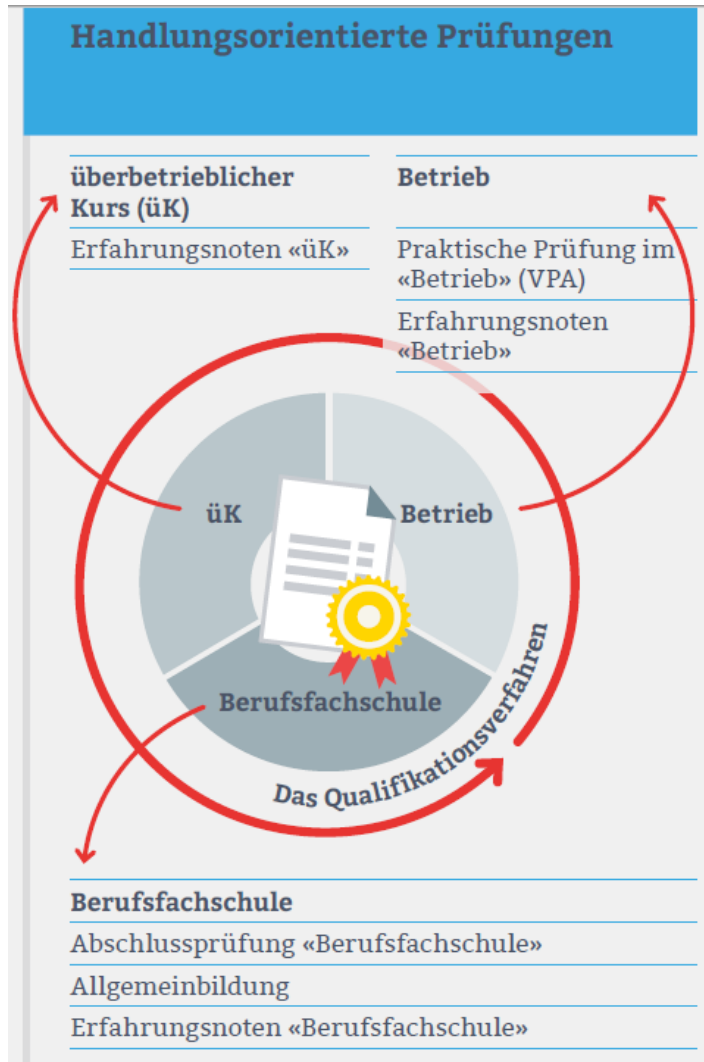 Handlungsorientierte Prüfungen
überbetrieblicher
Kurs (üK)
Erfahrungsnoten «üK»
Betrieb
Praktische Prüfung im
«Betrieb» (VPA)
Erfahrungsnoten
«Betrieb»
üK
Betrieb
Berufsfachschule
Das Qualifikationsverfahren
Berufsfachschule
Abschlussprüfung «Berufsfachschule»
Allgemeinbildung
Erfahrungsnoten «Berufsfachschule»